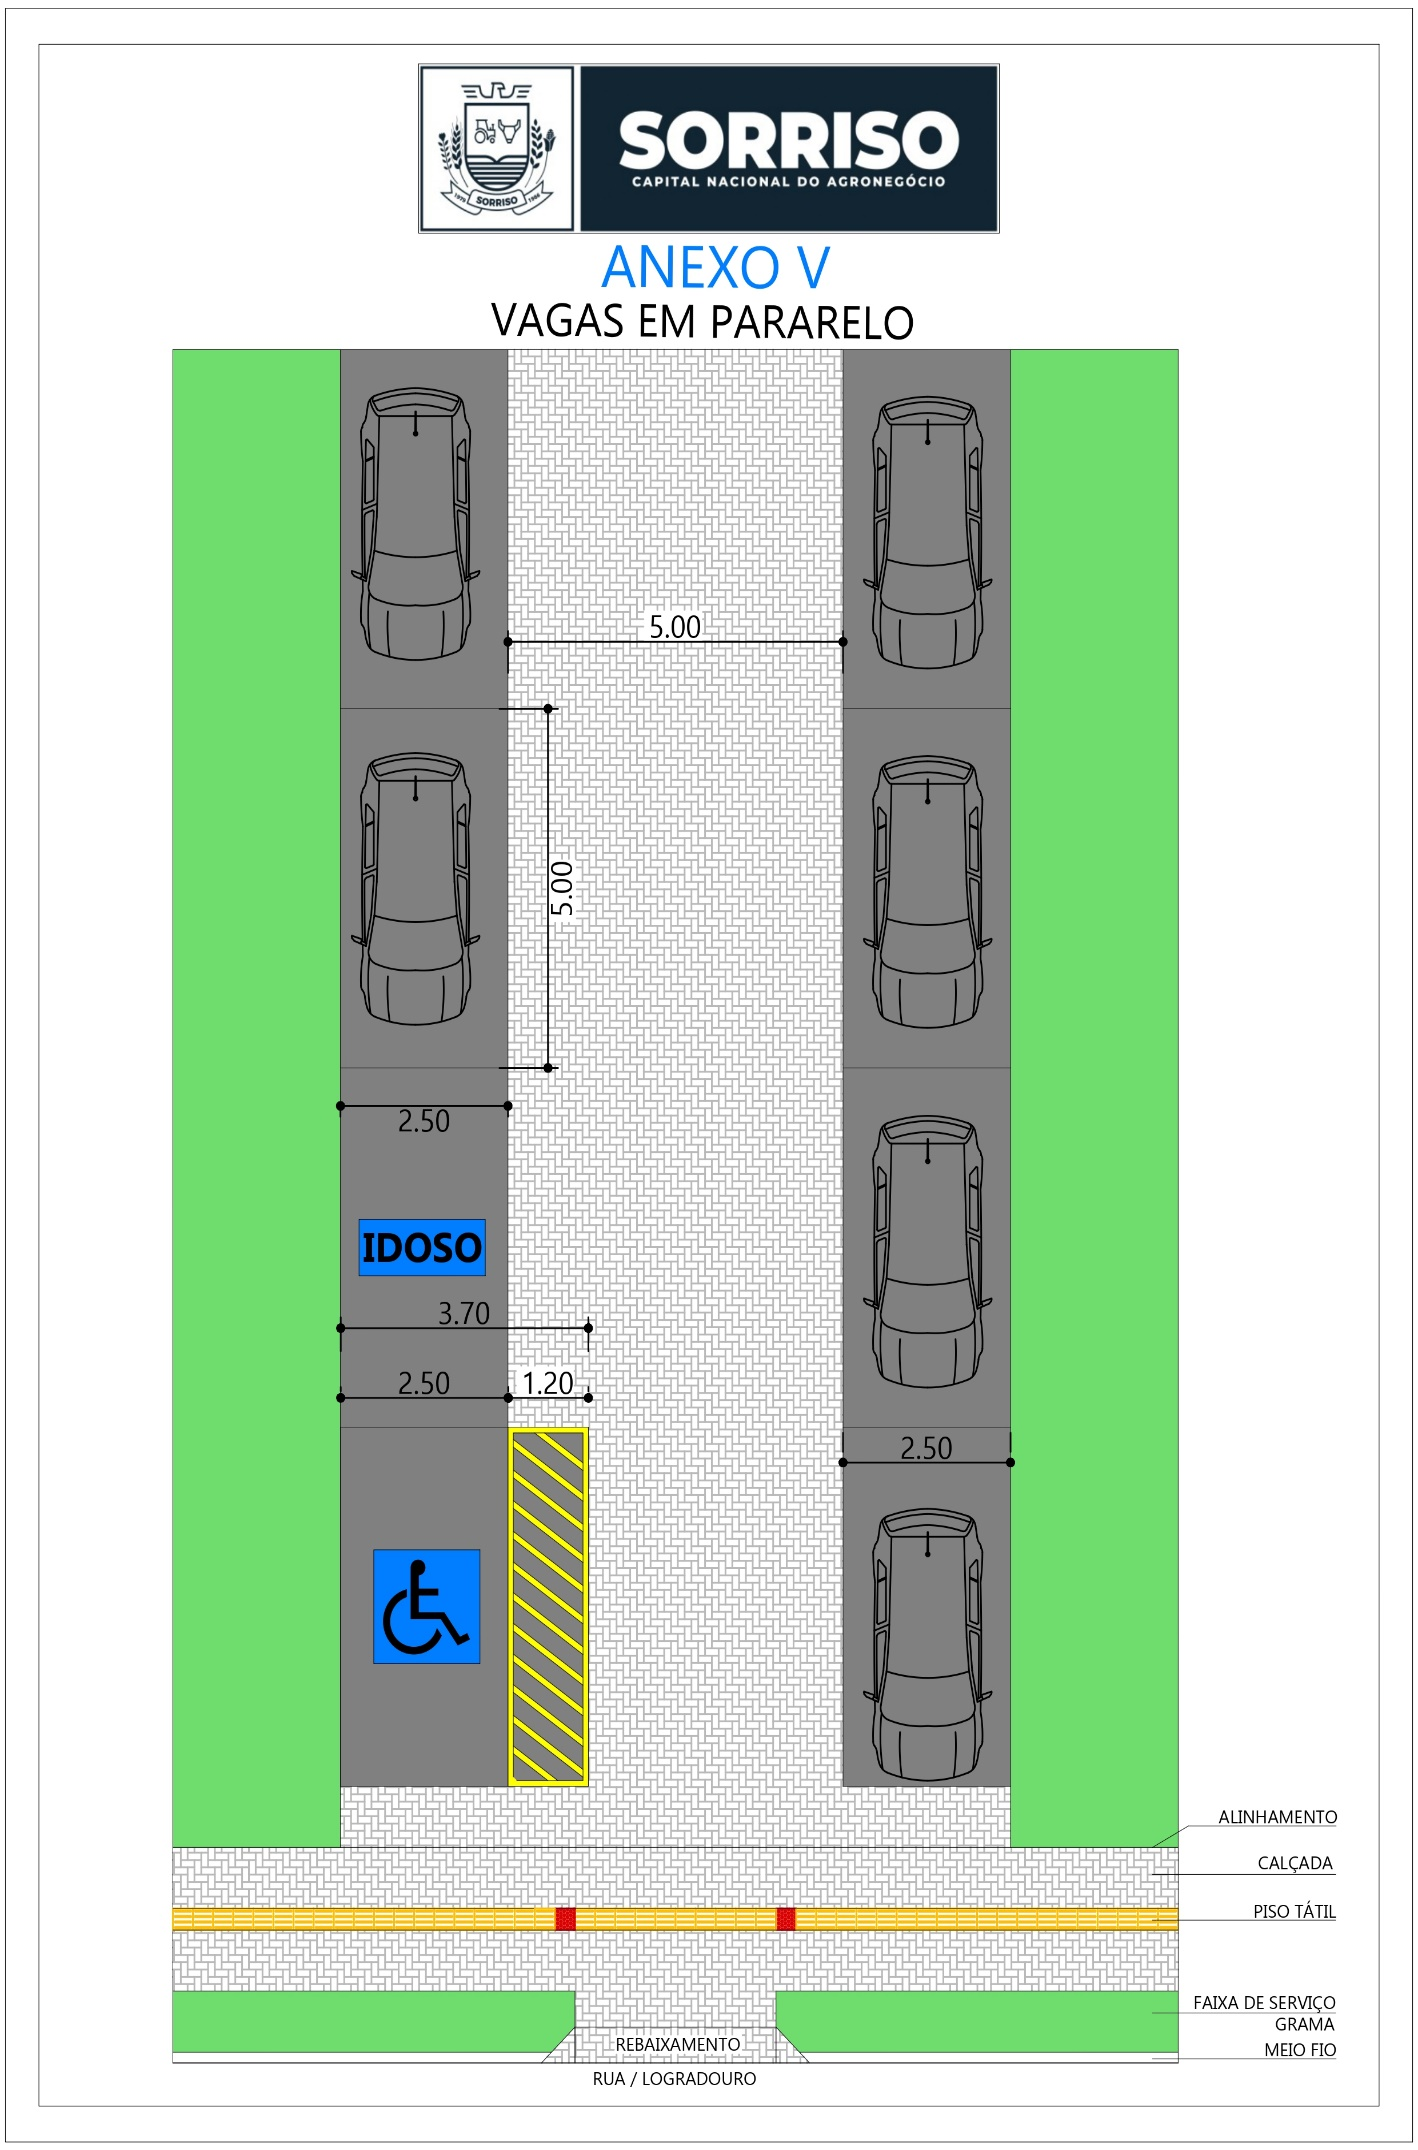 SORRISO
CAPITAL NACIONAL DO AGRONEGÓCIO
1979 SORRISO 1986
ANEXO V
VAGAS EM PARARELO
5.00
5.00
2.50
IDOSO
3.70
2.50
1.20
2.50
ALINHAMENTO
CALÇADA
PISO TÁTIL
FAIXA DE SERVIÇO
GRAMA
MEIO FIO
REBAIXAMENTO
RUA / LOGRADOURO